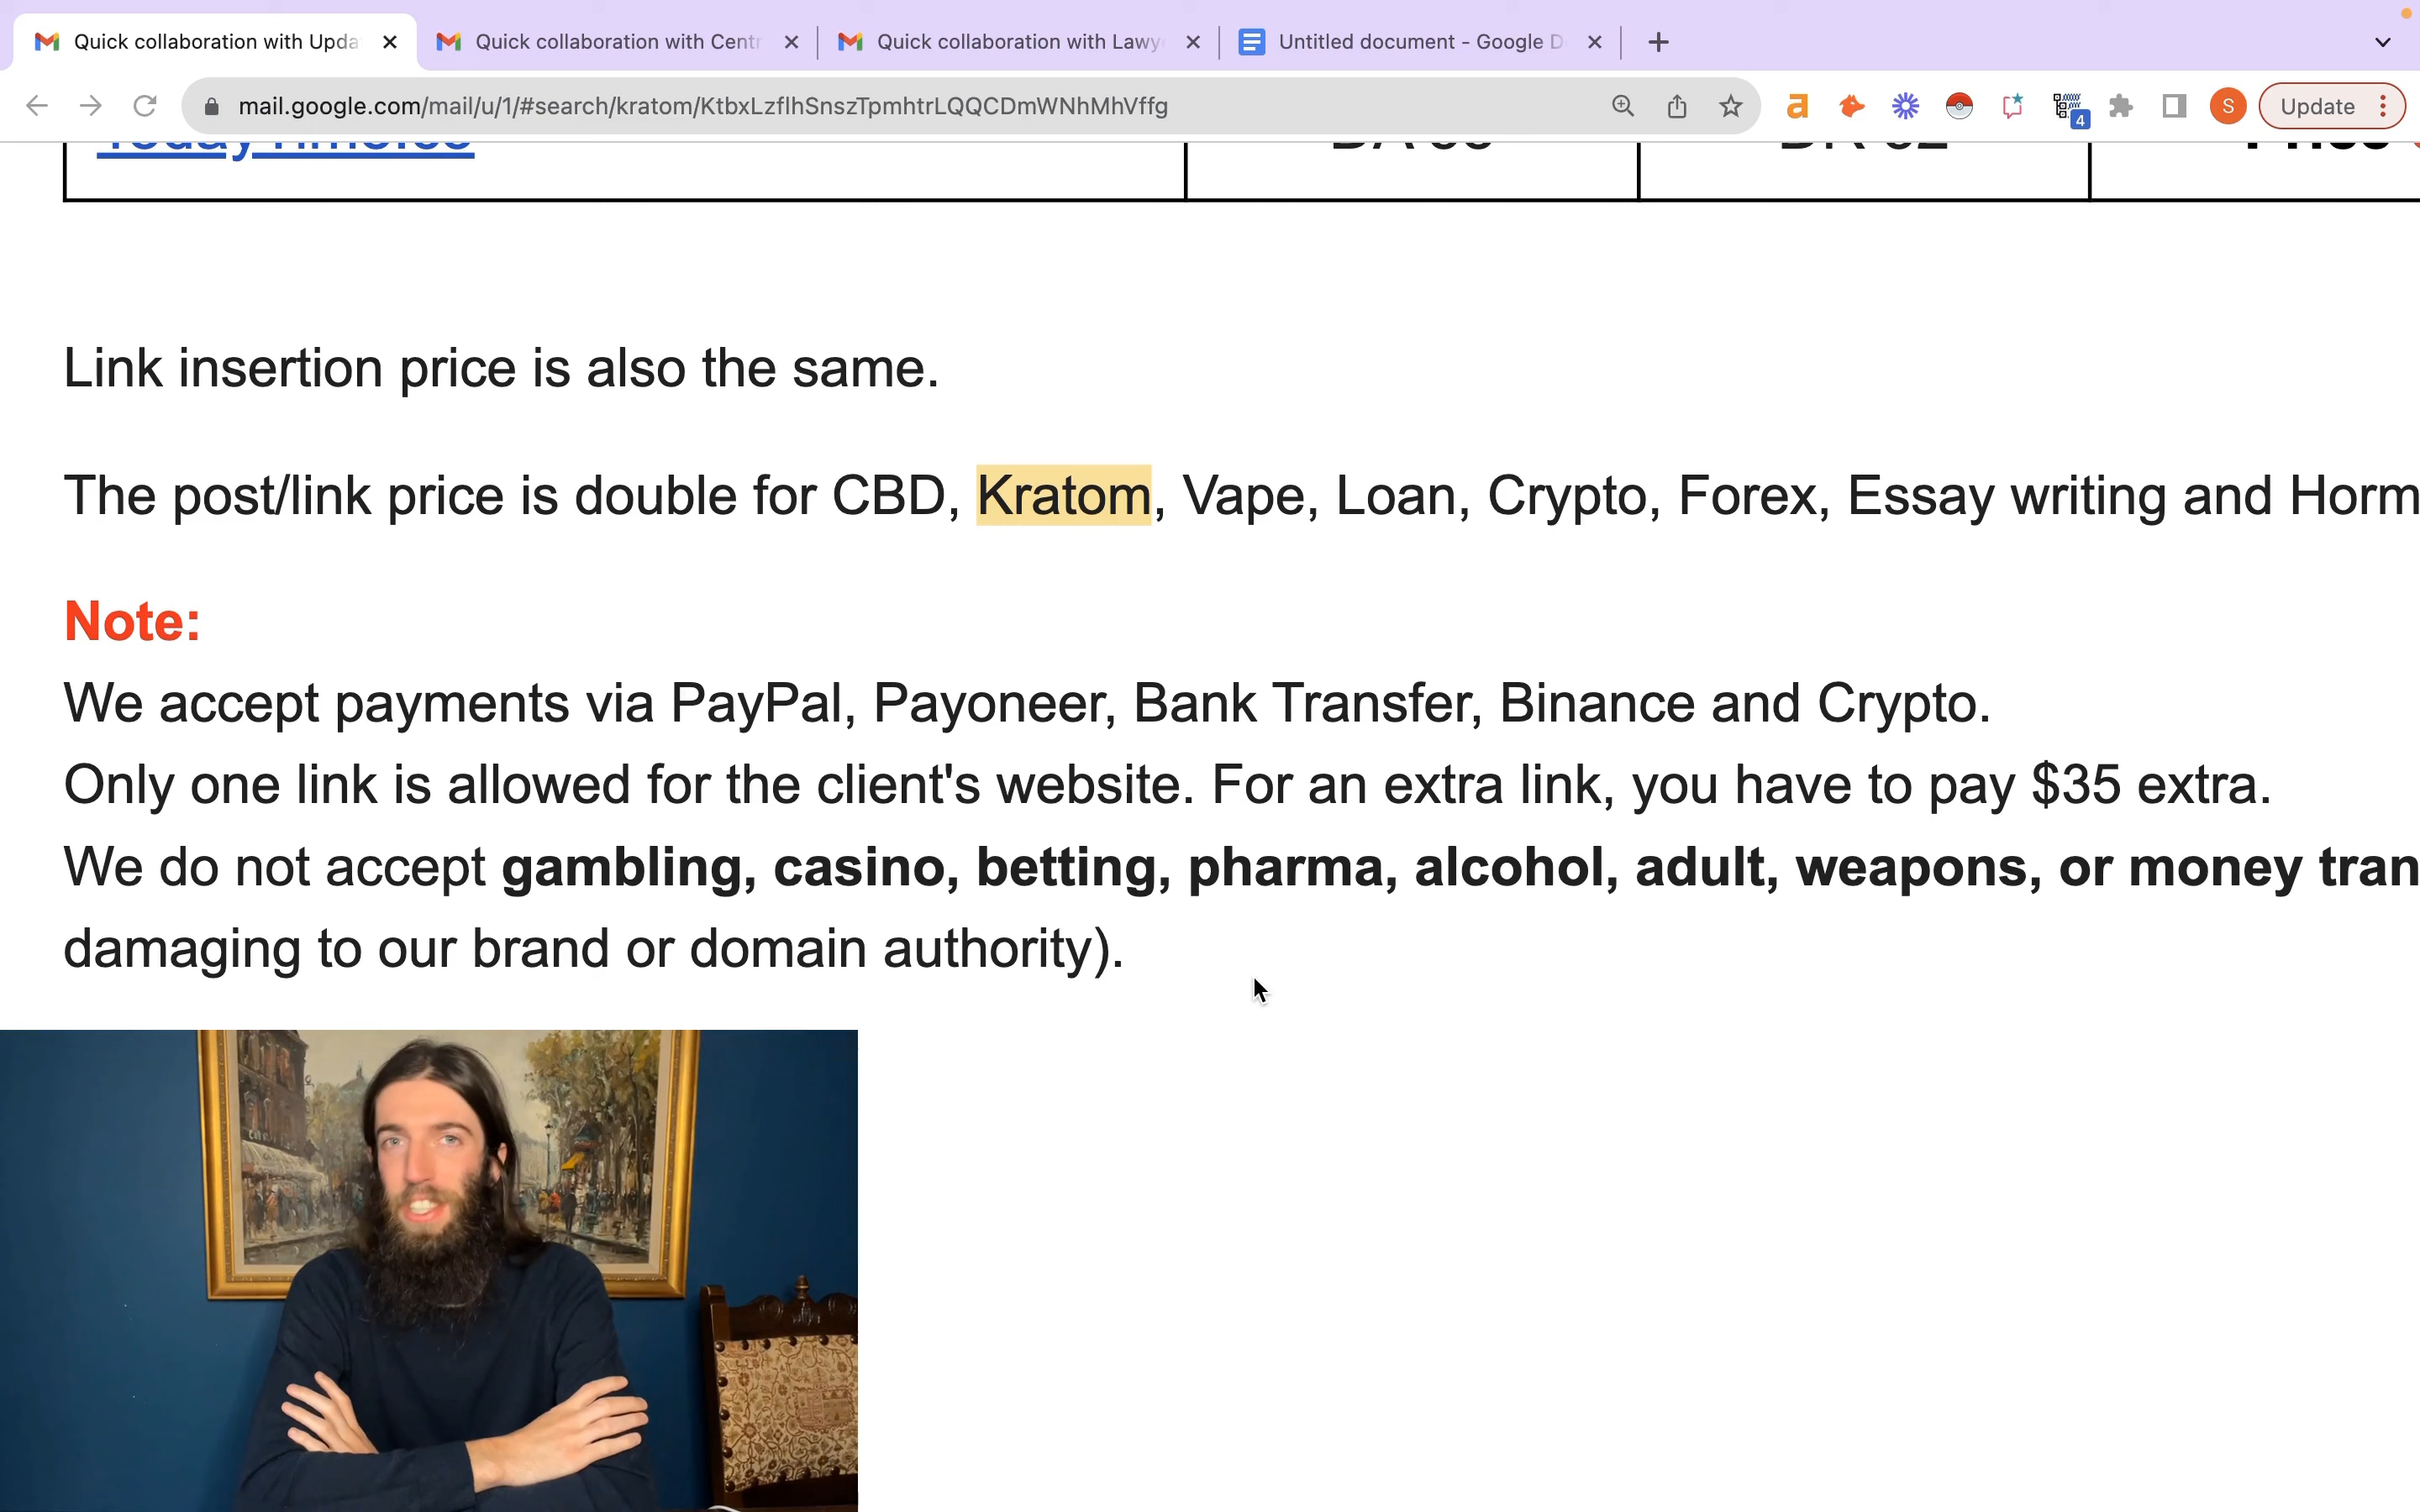 Quick collaboration with Upda
Quick collaboration with Centr
Quick collaboration with Lawy
Untitled document - Google D
mail.google.com/mail/u/1/#search/kratom/KtbxLzflhSnszTpmhtrLQQCDmWNhMhVffg
4
S
Update
Link insertion price is also the same.
The post/link price is double for CBD, Kratom, Vape, Loan, Crypto, Forex, Essay writing and Horm
Note:
We accept payments via PayPal, Payoneer, Bank Transfer, Binance and Crypto.
Only one link is allowed for the client's website. For an extra link, you have to pay $35 extra.
We do not accept gambling, casino, betting, pharma, alcohol, adult, weapons, or money tran
damaging to our brand or domain authority).